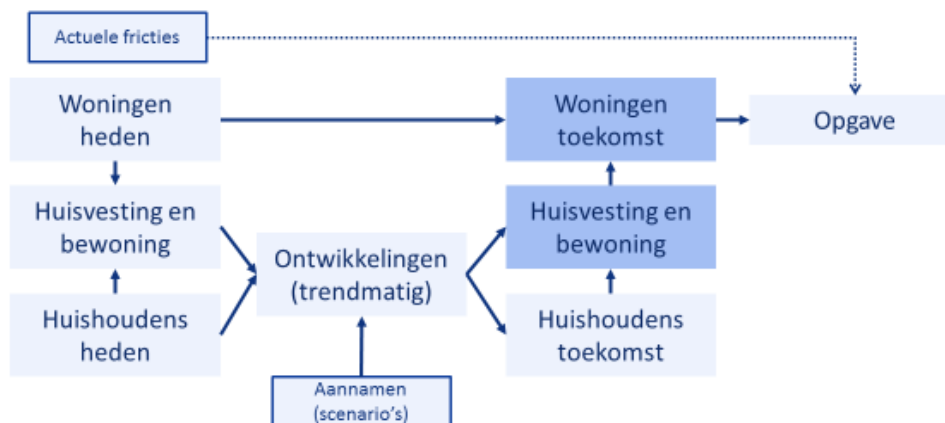 Actuele fricties
Woningen
heden
Woningen
toekomst
Opgave
Huisvesting en
bewoning
Huisvesting en
bewoning
Ontwikkelingen
(trendmatig)
Huishoudens
heden
Huishoudens
toekomst
Aannamen
(scenario's)